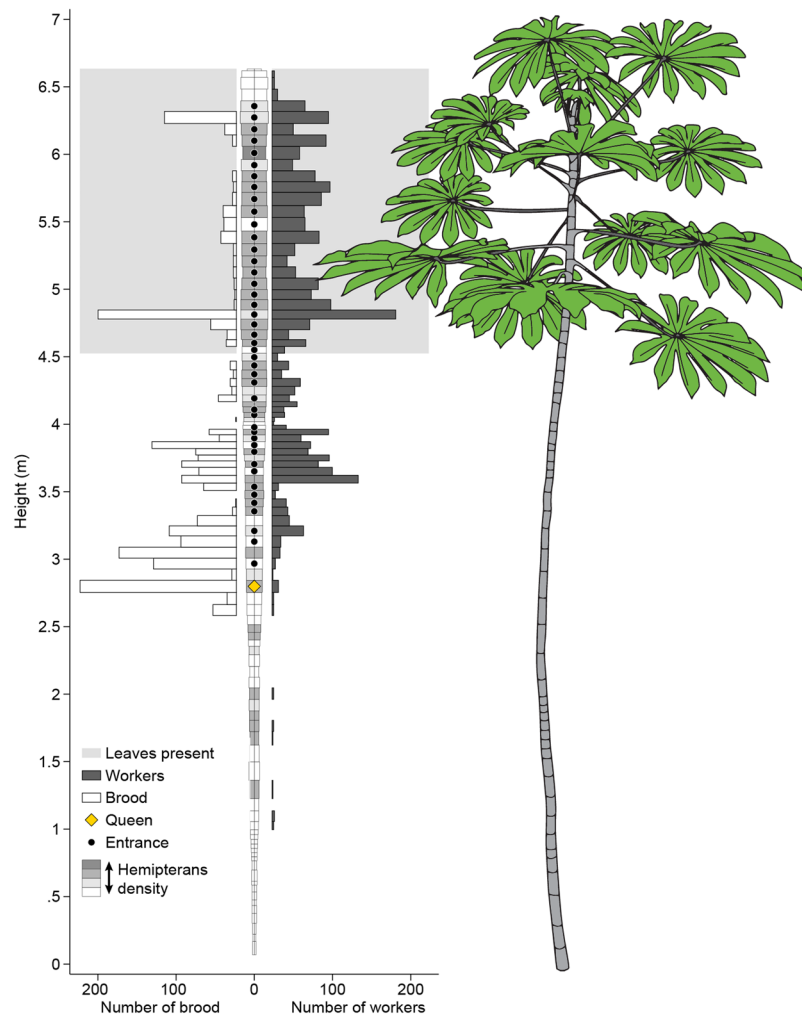 7
6.5
6
5.5
5
4.5
4
3.5
3
2.5
2
1.5
1
.5
0
Height (m)
Leaves present
Workers
Brood
Queen
Entrance
Hemipterans
density
200 100 0 100 200
Number of brood Number of workers